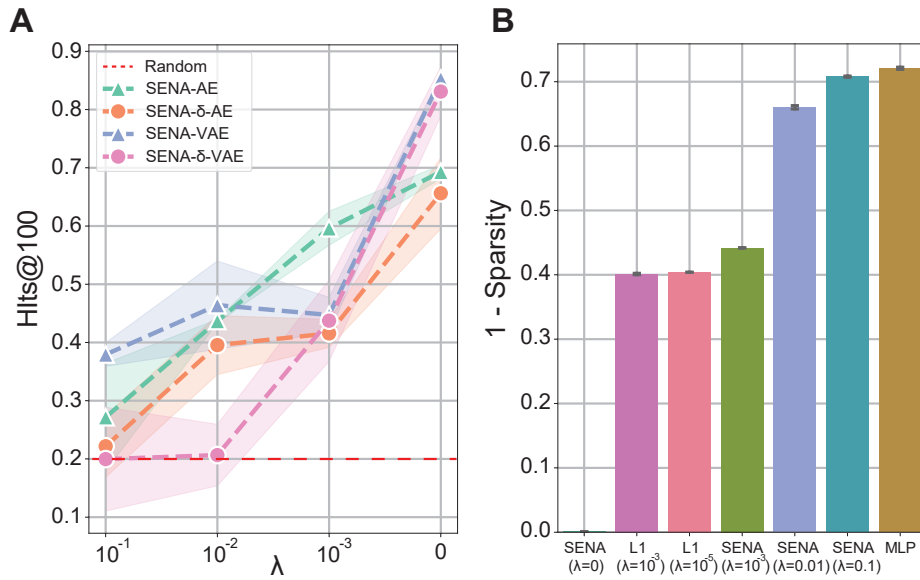 A
0.9
0.8
0.7
0.6
0.5
0.4
0.3
0.2
0.1
HIts@100
Random
SENA-AE
SENA-δ-AE
SENA-VAE
SENA-δ-VAE
10⁻¹
10⁻²
10⁻³
0
λ
B
0.7
0.6
0.5
0.4
0.3
0.2
0.1
0.0
1 - Sparsity
SENA
(λ=0)
L1
(λ=10⁻³)
L1
(λ=10⁻⁵)
SENA
(λ=10⁻³)
SENA
(λ=0.01)
SENA
(λ=0.1)
MLP